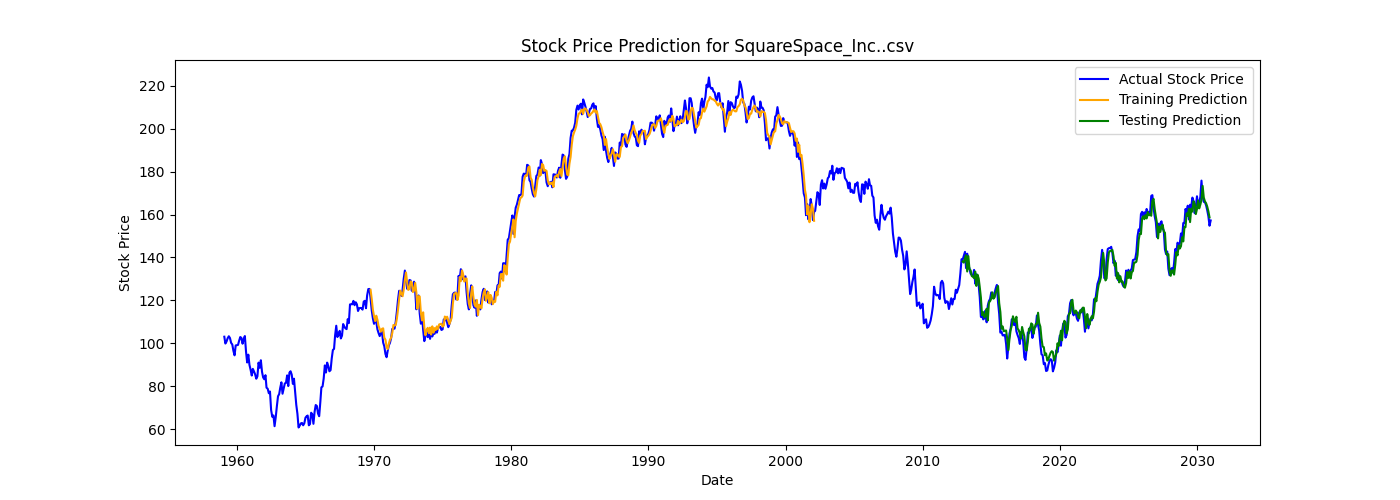 Stock Price Prediction for SquareSpace_Inc..csv
Actual Stock Price
Training Prediction
Testing Prediction
Stock Price
220
200
180
160
140
120
100
80
60
1960 1970 1980 1990 2000 2010 2020 2030
Date